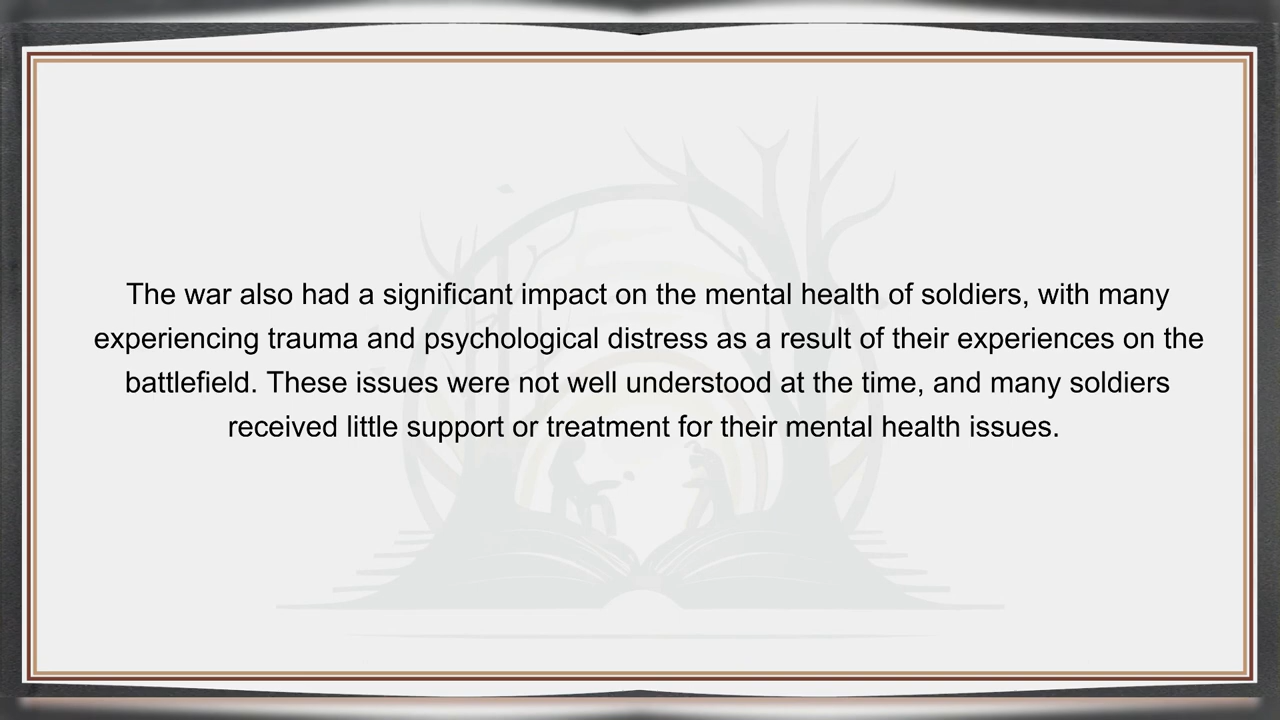 The war also had a significant impact on the mental health of soldiers, with many
experiencing trauma and psychological distress as a result of their experiences on the
battlefield. These issues were not well understood at the time, and many soldiers
received little support or treatment for their mental health issues.